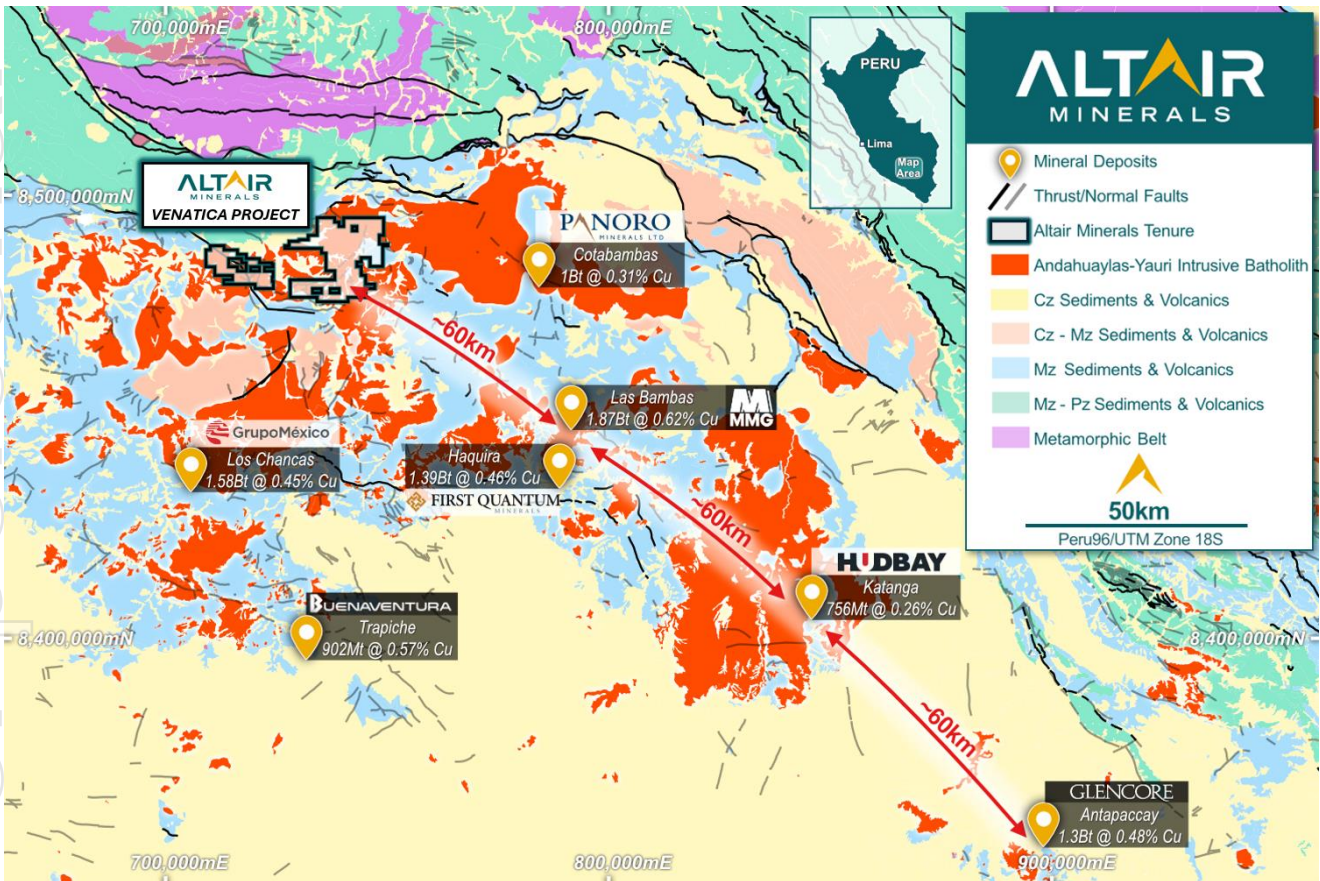 700,000mE
800,000mE
8,500,000mN
ALTAIR
MINERALS
VENATICA PROJECT
PERU
Lima
Map
Area
ALTAIR
MINERALS
Mineral Deposits
Thrust/Normal Faults
Altair Minerals Tenure
Andahuaylas-Yauri Intrusive Batholith
Cz Sediments & Volcanics
Cz - Mz Sediments & Volcanics
Mz Sediments & Volcanics
Mz - Pz Sediments & Volcanics
Metamorphic Belt
50km
Peru96/UTM Zone 18S
PANORO
MINERALS LTD
Cotabambas
1Bt @ 0.31% Cu
~60km
Las Bambas
1.87Bt @ 0.62% Cu
MMG
GrupoMéxico
Los Chancas
1.58Bt @ 0.45% Cu
Haquira
1.39Bt @ 0.46% Cu
FIRST QUANTUM
MINERALS
~60km
HUDBAY
Katanga
756Mt @ 0.26% Cu
BUENAVENTURA
Trapiche
902Mt @ 0.57% Cu
8,400,000mN
8,400,000mN
~60km
GLENCORE
Antapaccay
1.3Bt @ 0.48% Cu
700,000mE
800,000mE
900,000mE